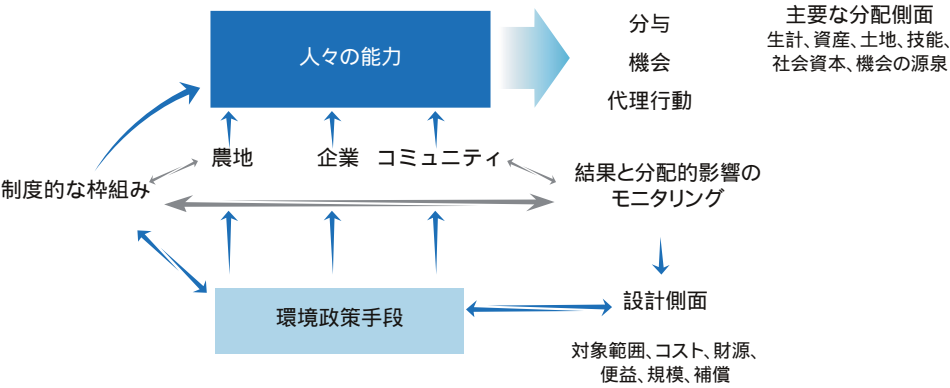 人々の能力
分与
機会
代理行動
主要な分配側面
生計、資産、土地、技能、
社会資本、機会の源泉
農地
企業
コミュニティ
制度的な枠組み
結果と分配的影響の
モニタリング
環境政策手段
設計側面
対象範囲、コスト、財源、
便益、規模、補償